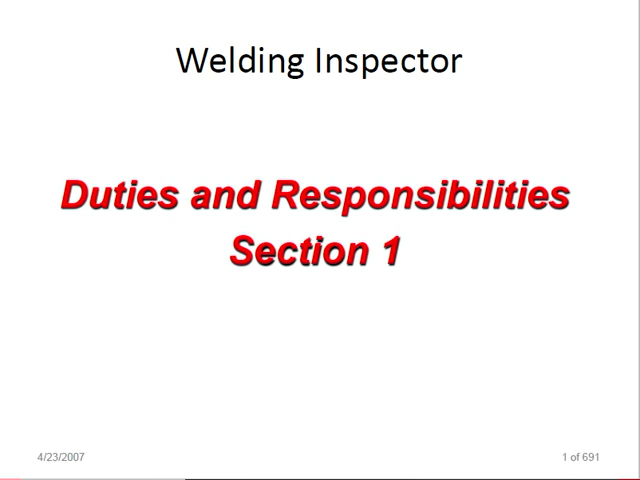 Welding Inspector
Duties and Responsibilities
Section 1
4/23/2007
1 of 691